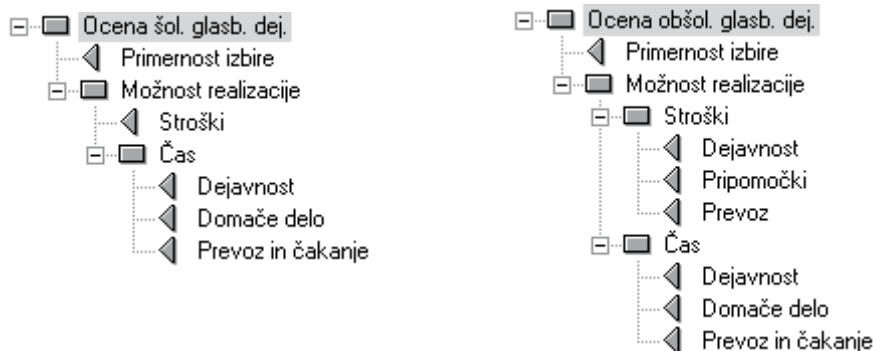 Ocena šol. glasb. dej.
Primernost izbire
Možnost realizacije
Stroški
Čas
Dejavnost
Domače delo
Prevoz in čakanje
Ocena obšol. glasb. dej.
Primernost izbire
Možnost realizacije
Stroški
Dejavnost
Pripomočki
Prevoz
Čas
Dejavnost
Domače delo
Prevoz in čakanje